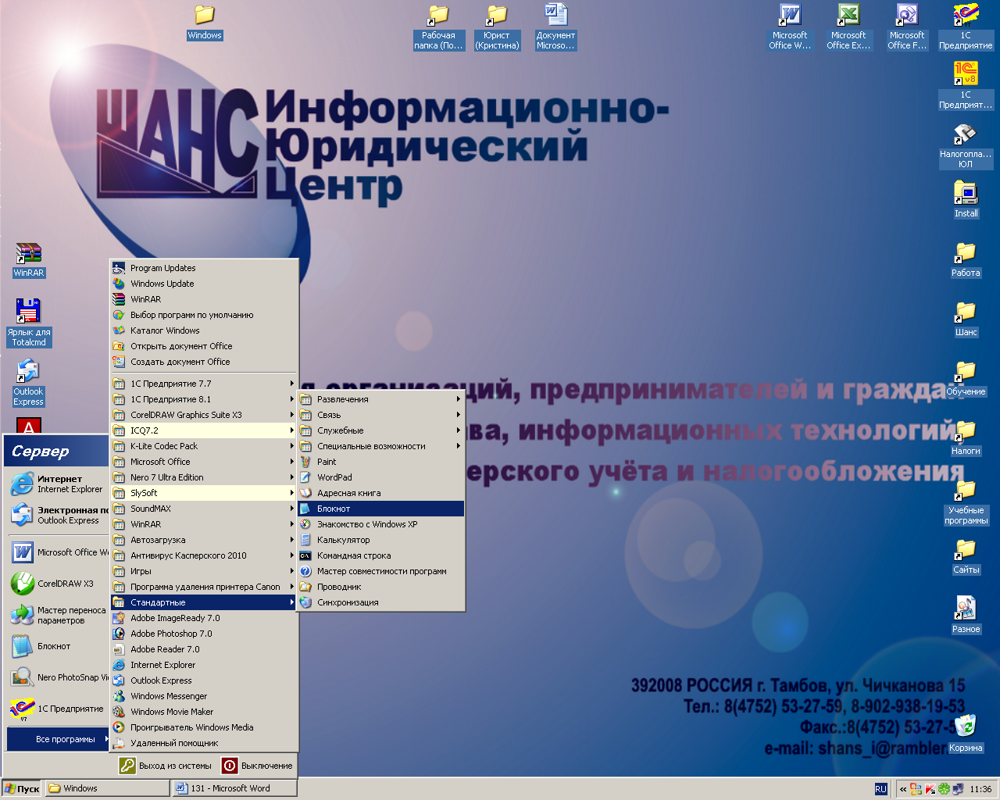 Windows
Рабочая
папка (По...
Юрист
(Кристина)
Документ
Microso...
Microsoft
Office W...
Microsoft
Office Ex...
Microsoft
Office F...
1С
Предприятие
1С
Предприят...
Налогопла...
ЮЛ
Install
Работа
Шанс
Обучение
Налоги
Учебные
программы
Сайты
Разное
Корзина
ШАНС
Информационно-
Юридический
Центр
организаций, предпринимателей и граждан
ава, информационных технологий,
ерского учёта и налогообложения
392008 РОССИЯ г. Тамбов, ул. Чичканова 15
Тел.: 8(4752) 53-27-59, 8-902-938-19-53
Факс.:8(4752) 53-27-5
e-mail: shans_i@rambler
WinRAR
Ярлык для
Totalcmd
Outlook
Express
Сервер
Интернет
Internet Explorer
Электронная по
Outlook Express
Microsoft Office W
CorelDRAW X3
Мастер переноса
параметров
Блокнот
Nero PhotoSnap Vi
1С Предприятие
Все программы
Program Updates
Windows Update
WinRAR
Выбор программ по умолчанию
Каталог Windows
Открыть документ Office
Создать документ Office
1С Предприятие 7.7
1С Предприятие 8.1
CorelDRAW Graphics Suite X3
ICQ7.2
K-Lite Codec Pack
Microsoft Office
Nero 7 Ultra Edition
SlySoft
SoundMAX
WinRAR
Автозагрузка
Антивирус Касперского 2010
Игры
Программа удаления принтера Canon
Стандартные
Adobe ImageReady 7.0
Adobe Photoshop 7.0
Adobe Reader 7.0
Internet Explorer
Outlook Express
Windows Messenger
Windows Movie Maker
Проигрыватель Windows Media
Удаленный помощник
Развлечения
Связь
Служебные
Специальные возможности
Paint
WordPad
Адресная книга
Блокнот
Знакомство с Windows XP
Калькулятор
Командная строка
Мастер совместимости программ
Проводник
Синхронизация
Выход из системы
Выключение
Пуск
Windows
131 - Microsoft Word
RU
11:36